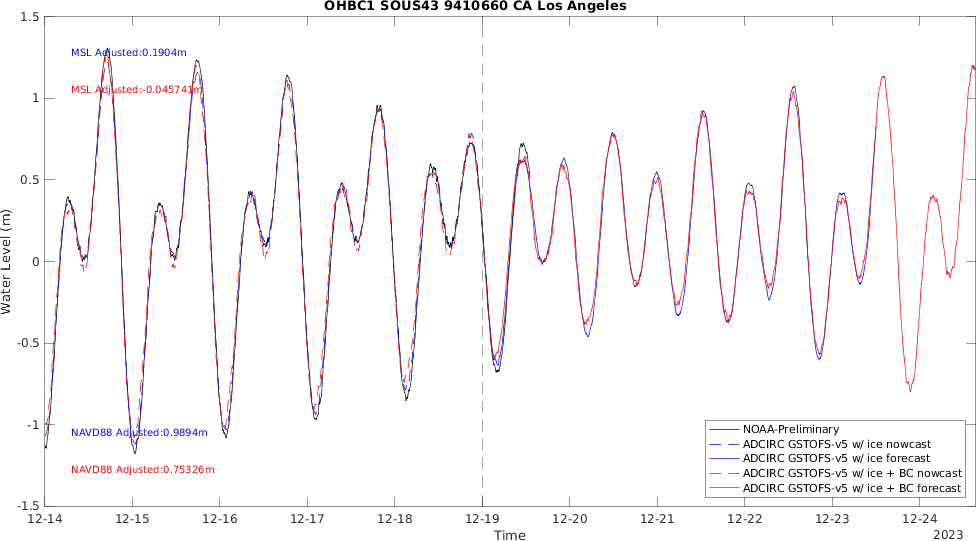 OHBC1 SOUS43 9410660 CA Los Angeles
1.5
MSL Adjusted:0.1904m
MSL Adjusted:-0.045741m
1
0.5
0
-0.5
-1
-1.5
Water Level (m)
NAVD88 Adjusted:0.9894m
NAVD88 Adjusted:0.75326m
NOAA-Preliminary
ADCIRC GSTOFS-v5 w/ ice nowcast
ADCIRC GSTOFS-v5 w/ ice forecast
ADCIRC GSTOFS-v5 w/ ice + BC nowcast
ADCIRC GSTOFS-v5 w/ ice + BC forecast
12-14 12-15 12-16 12-17 12-18 12-19 12-20 12-21 12-22 12-23 12-24
Time
2023